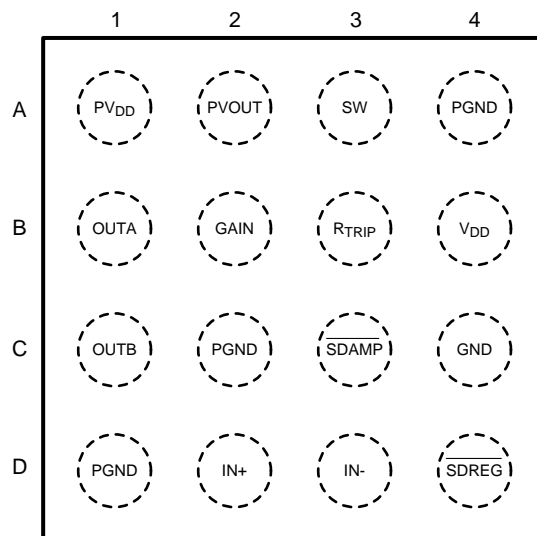 1 2 3 4
A PVDD PVOUT SW PGND
B OUTA GAIN RTRIP VDD
C OUTB PGND SDAMP GND
D PGND IN+ IN- SDREG